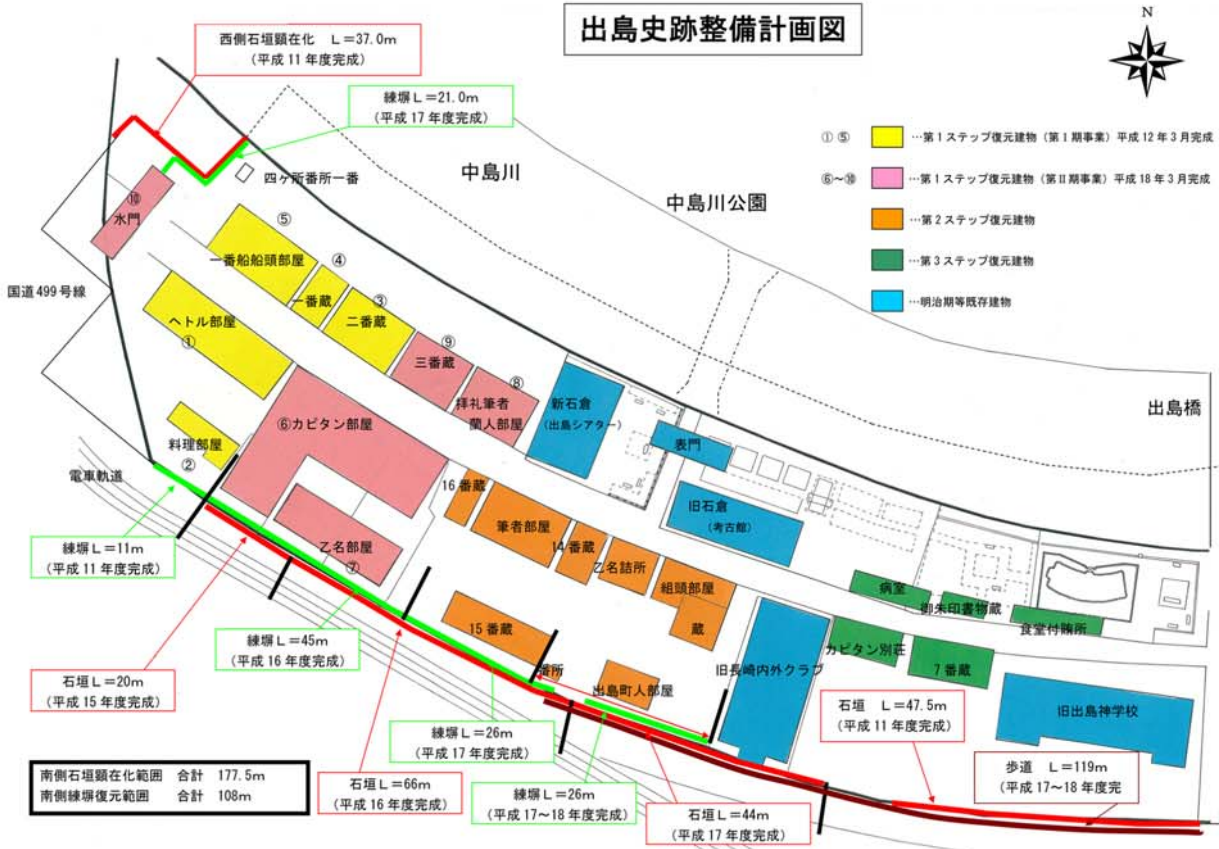 出島史跡整備計画図
N
西側石垣顕在化 L=37.0m
(平成11年度完成)
練塀L=21.0m
(平成17年度完成)
①⑤ …第1ステップ復元建物(第Ⅰ期事業)平成12年3月完成
⑥~⑩ …第1ステップ復元建物(第Ⅱ期事業)平成18年3月完成
…第2ステップ復元建物
…第3ステップ復元建物
…明治期等既存建物
中島川
中島川公園
出島橋
四ヶ所番所一番
⑩
水門
国道499号線
⑤
一番船船頭部屋
④
一番蔵
③
二番蔵
⑨
三番蔵
⑧
拝礼筆者
蘭人部屋
新石倉
(出島シアター)
表門
旧石倉
(考古館)
ヘトル部屋
①
料理部屋
②
電車軌道
⑥カピタン部屋
乙名部屋
⑦
16番蔵
筆者部屋
14番蔵
乙名詰所
組頭部屋
蔵
15番蔵
番所
出島町人部屋
旧長崎内外クラブ
病室
御朱印書物蔵
食堂付賄所
カピタン別荘
7番蔵
旧出島神学校
練塀L=11m
(平成11年度完成)
練塀L=45m
(平成16年度完成)
石垣L=20m
(平成15年度完成)
練塀L=26m
(平成17年度完成)
石垣L=66m
(平成16年度完成)
練塀L=26m
(平成17~18年度完成)
石垣L=44m
(平成17年度完成)
石垣 L=47.5m
(平成11年度完成)
歩道 L=119m
(平成17~18年度完
南側石垣顕在化範囲 合計 177.5m
南側練塀復元範囲 合計 108m